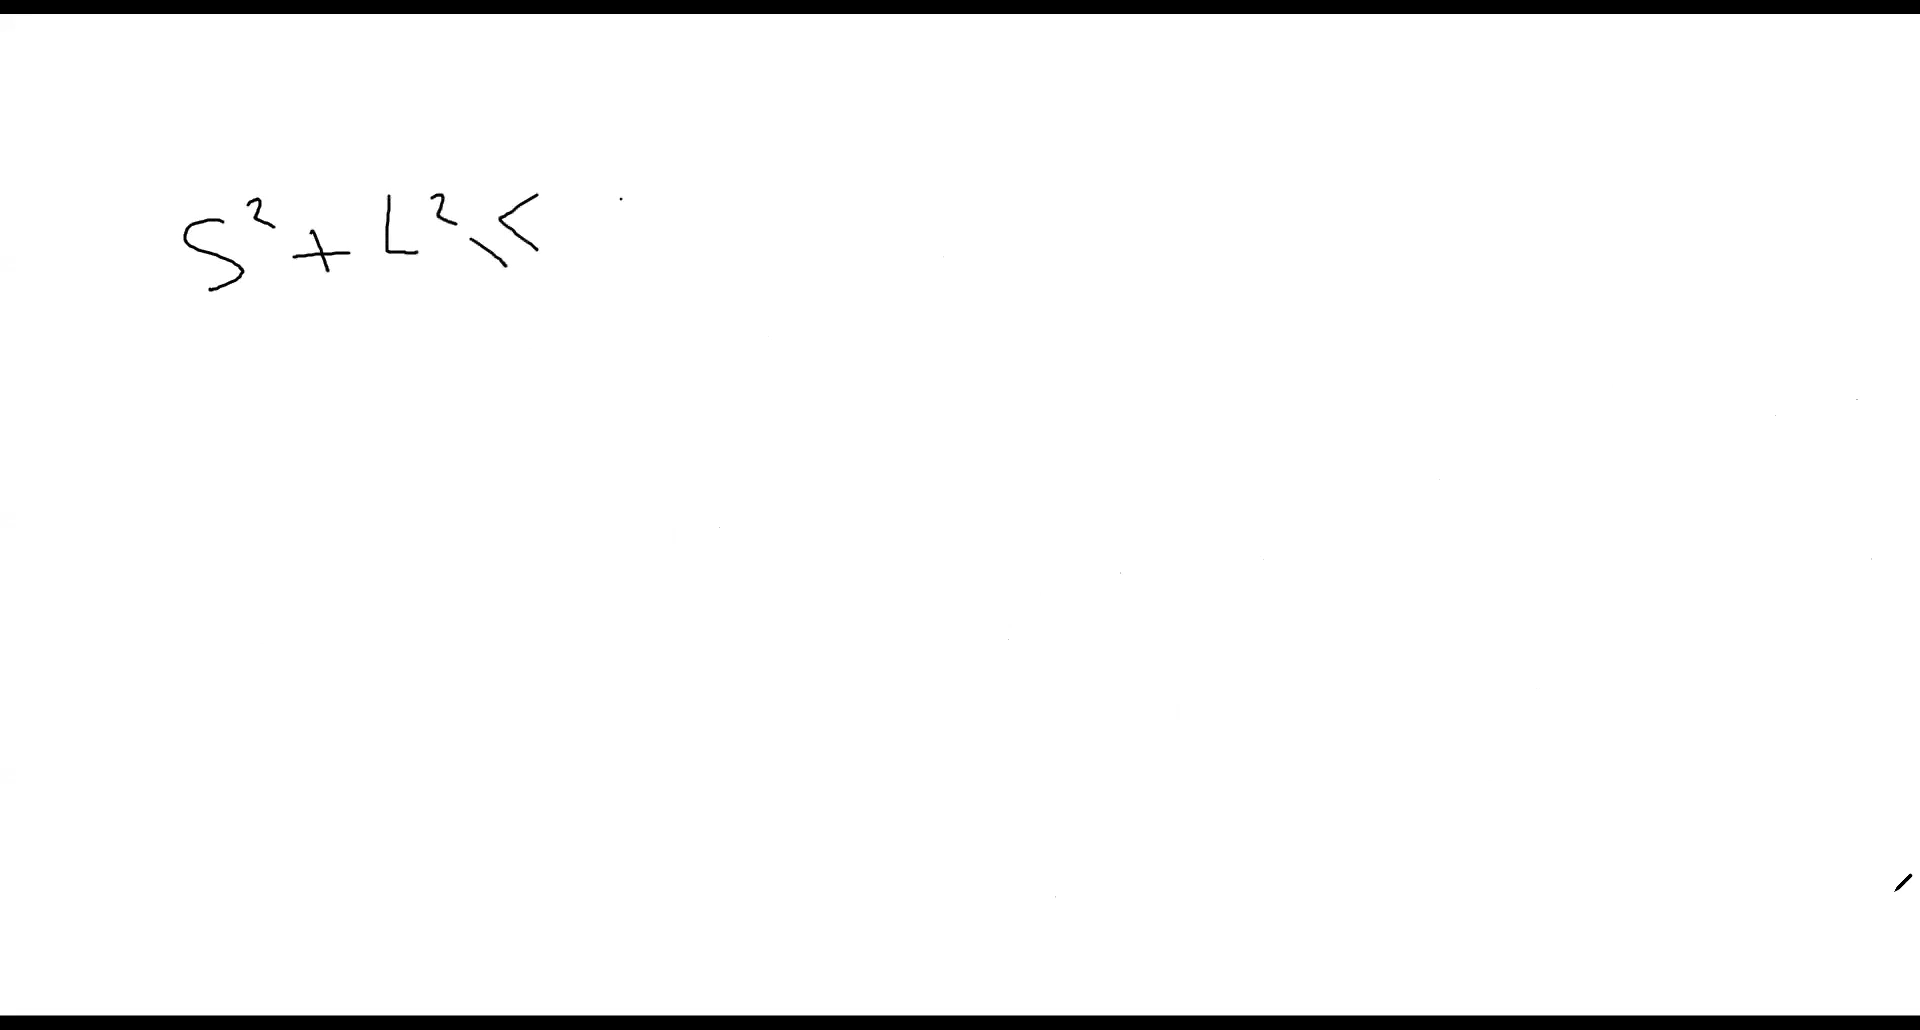 S² + L² ⩽